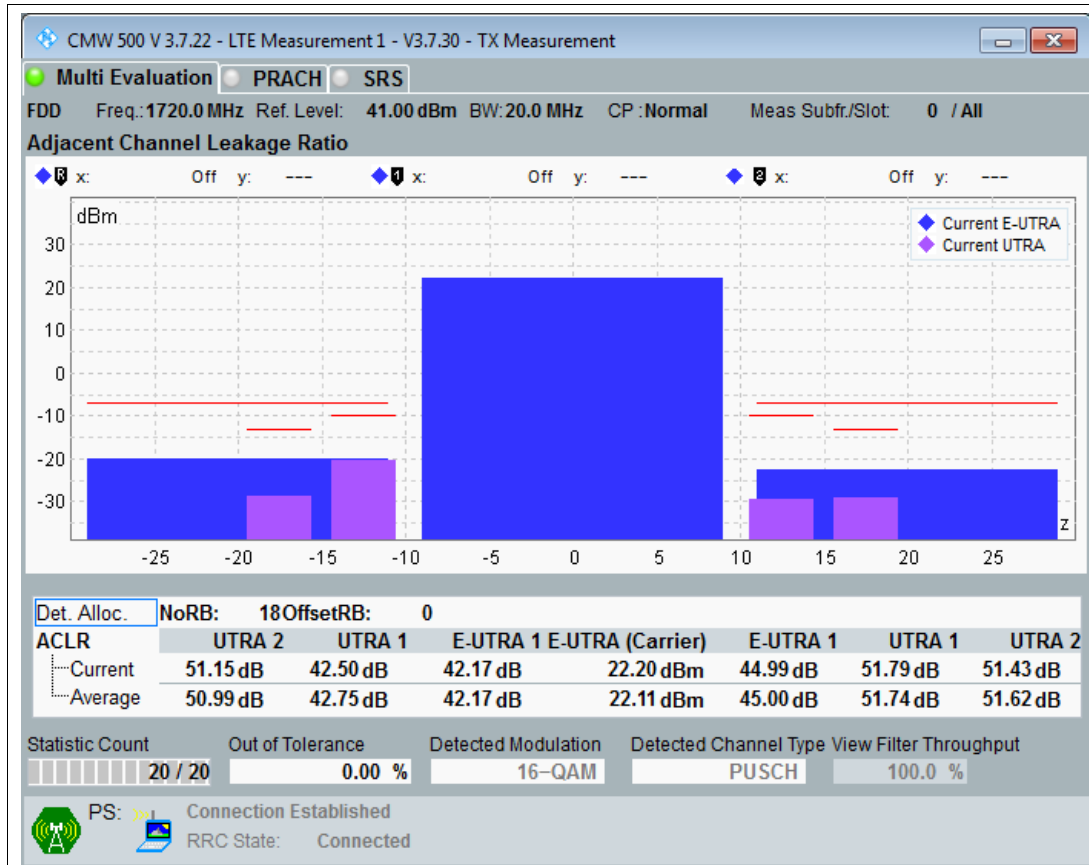 CMW 500 V 3.7.22 - LTE Measurement 1 - V3.7.30 - TX Measurement
Multi Evaluation PRACH SRS
FDD Freq.: 1720.0 MHz Ref. Level: 41.00 dBm BW: 20.0 MHz CP : Normal Meas Subfr./Slot: 0 / All
Adjacent Channel Leakage Ratio
R x: Off y: --- 1 x: Off y: --- 2 x: Off y: ---
dBm
Current E-UTRA
Current UTRA
30
20
10
0
-10
-20
-30
z
-25 -20 -15 -10 -5 0 5 10 15 20 25
Det. Alloc. NoRB: 18 OffsetRB: 0
ACLR UTRA 2 UTRA 1 E-UTRA 1 E-UTRA (Carrier) E-UTRA 1 UTRA 1 UTRA 2
Current 51.15 dB 42.50 dB 42.17 dB 22.20 dBm 44.99 dB 51.79 dB 51.43 dB
Average 50.99 dB 42.75 dB 42.17 dB 22.11 dBm 45.00 dB 51.74 dB 51.62 dB
Statistic Count Out of Tolerance Detected Modulation Detected Channel Type View Filter Throughput
20 / 20 0.00 % 16-QAM PUSCH 100.0 %
PS: Connection Established
RRC State: Connected